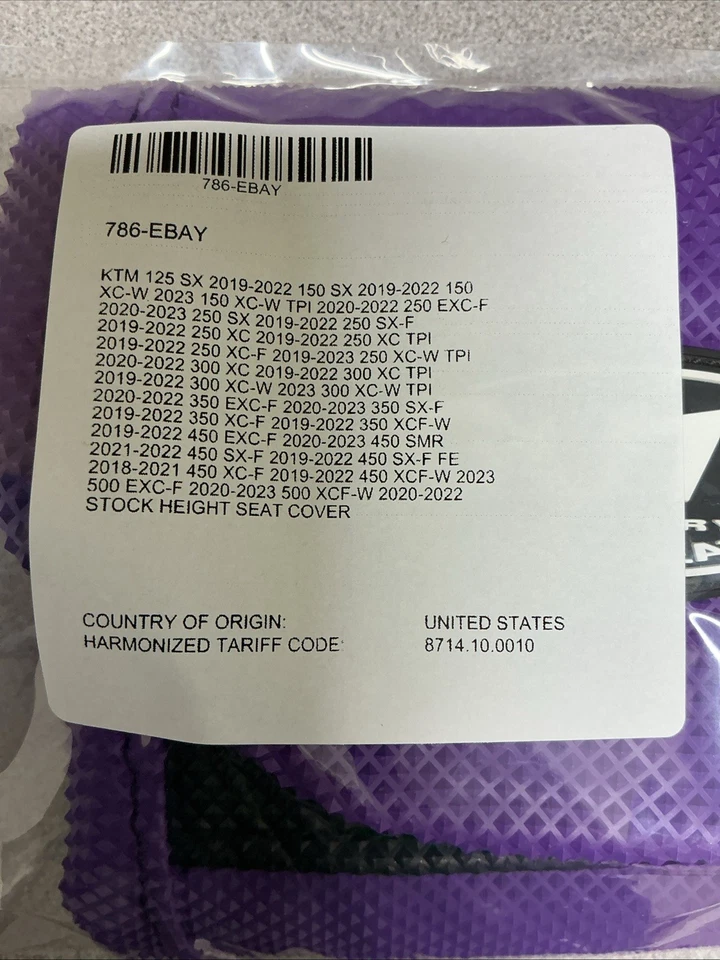 786-EBAY
786-EBAY
KTM 125 SX 2019-2022 150 SX 2019-2022 150
XC-W 2023 150 XC-W TPI 2020-2022 250 EXC-F
2020-2023 250 SX 2019-2022 250 SX-F
2019-2022 250 XC 2019-2022 250 XC TPI
2019-2022 250 XC-F 2019-2023 250 XC-W TPI
2020-2022 300 XC 2019-2022 300 XC TPI
2019-2022 300 XC-W 2023 300 XC-W TPI
2020-2022 350 EXC-F 2020-2023 350 SX-F
2019-2022 350 XC-F 2019-2022 350 XCF-W
2019-2022 450 EXC-F 2020-2023 450 SMR
2021-2022 450 SX-F 2019-2022 450 SX-F FE
2018-2021 450 XC-F 2019-2022 450 XCF-W 2023
500 EXC-F 2020-2023 500 XCF-W 2020-2022
STOCK HEIGHT SEAT COVER
COUNTRY OF ORIGIN: UNITED STATES
HARMONIZED TARIFF CODE: 8714.10.0010